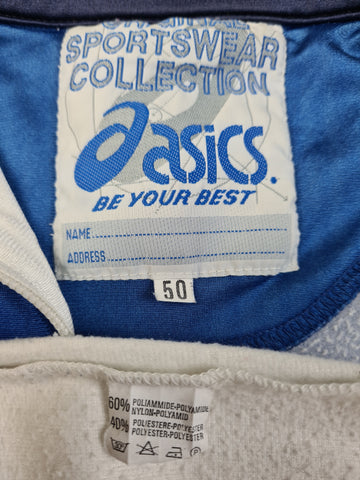 ORIGINAL
SPORTSWEAR
COLLECTION
asics.
BE YOUR BEST
NAME
ADDRESS
50
60% POLIAMMIDE-POLYAMIDE
NYLON-POLYAMID
40% POLIESTERE-POLYESTER
POLYESTER-POLYESTER